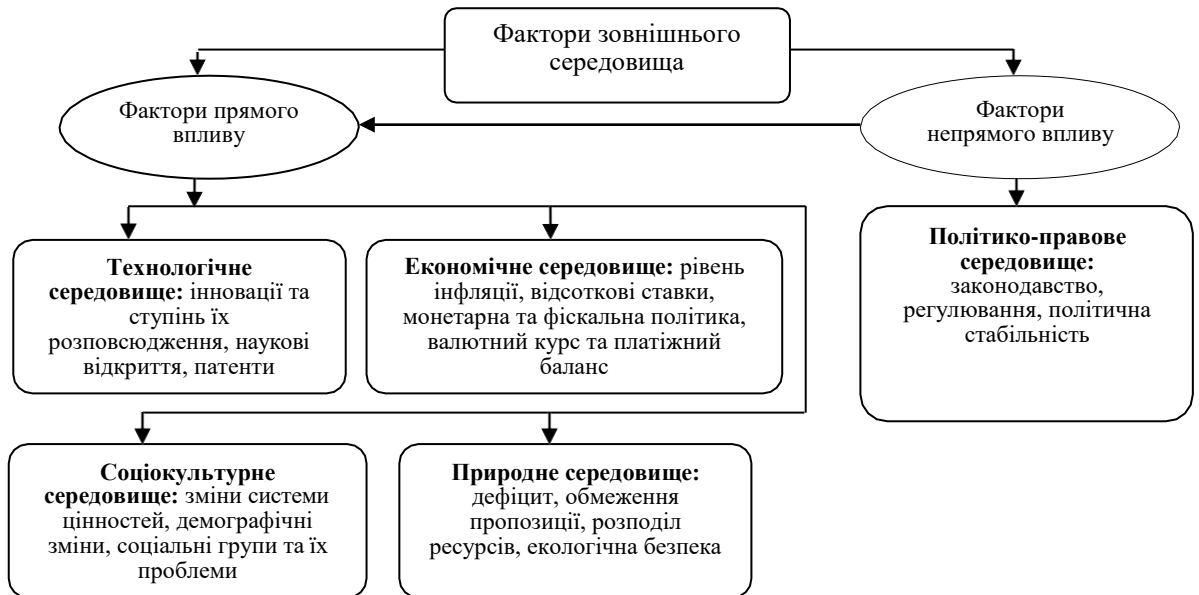 Фактори зовнішнього
середовища
Фактори прямого
впливу
Фактори
непрямого впливу
Технологічне
середовище: інновації та
ступінь їх
розповсюдження, наукові
відкриття, патенти
Економічне середовище: рівень
інфляції, відсоткові ставки,
монетарна та фіскальна політика,
валютний курс та платіжний
баланс
Політико-правове
середовище:
законодавство,
регулювання, політична
стабільність
Соціокультурне
середовище: зміни системи
цінностей, демографічні
зміни, соціальні групи та їх
проблеми
Природне середовище:
дефіцит, обмеження
пропозиції, розподіл
ресурсів, екологічна безпека